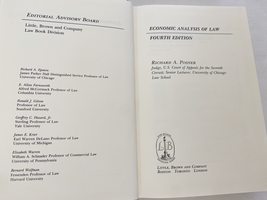 EDITORIAL ADVISORY BOARD
Little, Brown and Company
Law Book Division
Richard A. Epstein
James Parker Hall Distinguished Service Professor of Law
University of Chicago
E. Allan Farnsworth
Alfred McCormack Professor of Law
Columbia University
Ronald J. Gilson
Professor of Law
Stanford University
Geoffrey C. Hazard, Jr.
Sterling Professor of Law
Yale University
James E. Krier
Earl Warren DeLano Professor of Law
University of Michigan
Elizabeth Warren
William A. Schnader Professor of Commercial Law
University of Pennsylvania
Bernard Wolfman
Fessenden Professor of Law
Harvard University
ECONOMIC ANALYSIS OF LAW
FOURTH EDITION
RICHARD A. POSNER
Judge, U.S. Court of Appeals for the Seventh
Circuit; Senior Lecturer, University of Chicago
Law School
LITTLE, BROWN AND COMPANY
BOSTON TORONTO LONDON